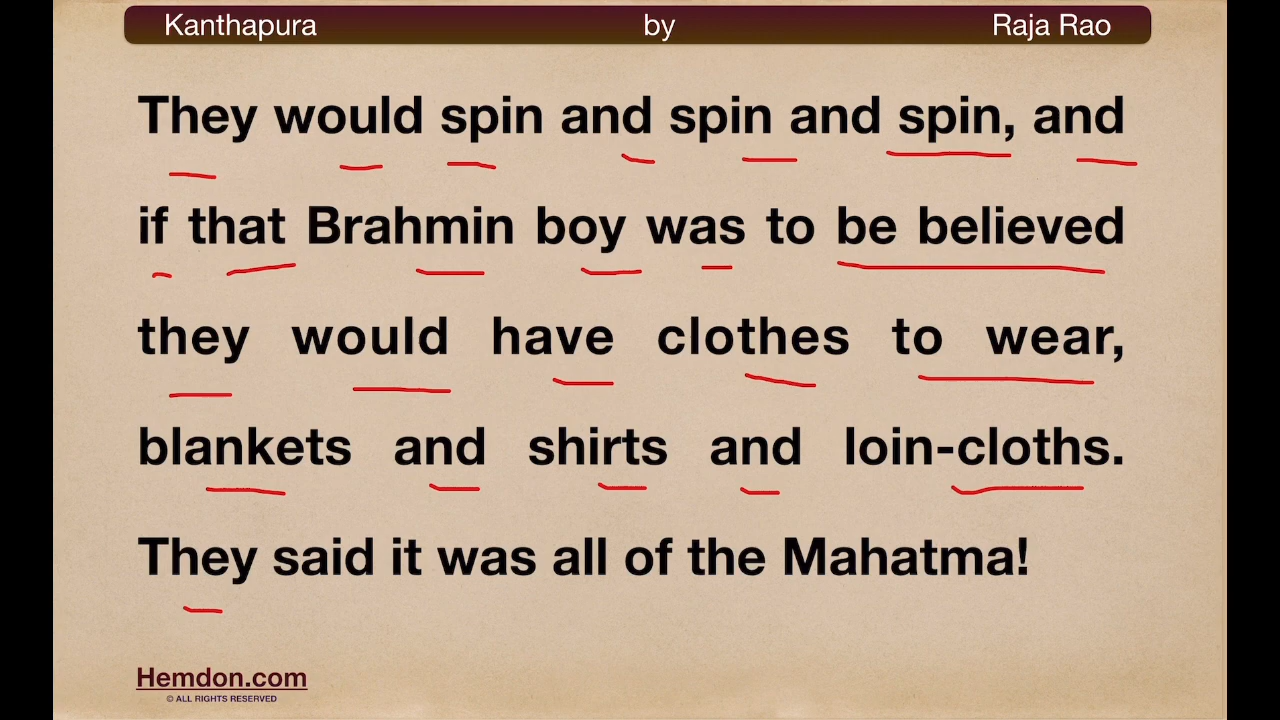 Kanthapura by Raja Rao
They would spin and spin and spin, and
if that Brahmin boy was to be believed
they would have clothes to wear,
blankets and shirts and loin-cloths.
They said it was all of the Mahatma!
Hemdon.com
© ALL RIGHTS RESERVED